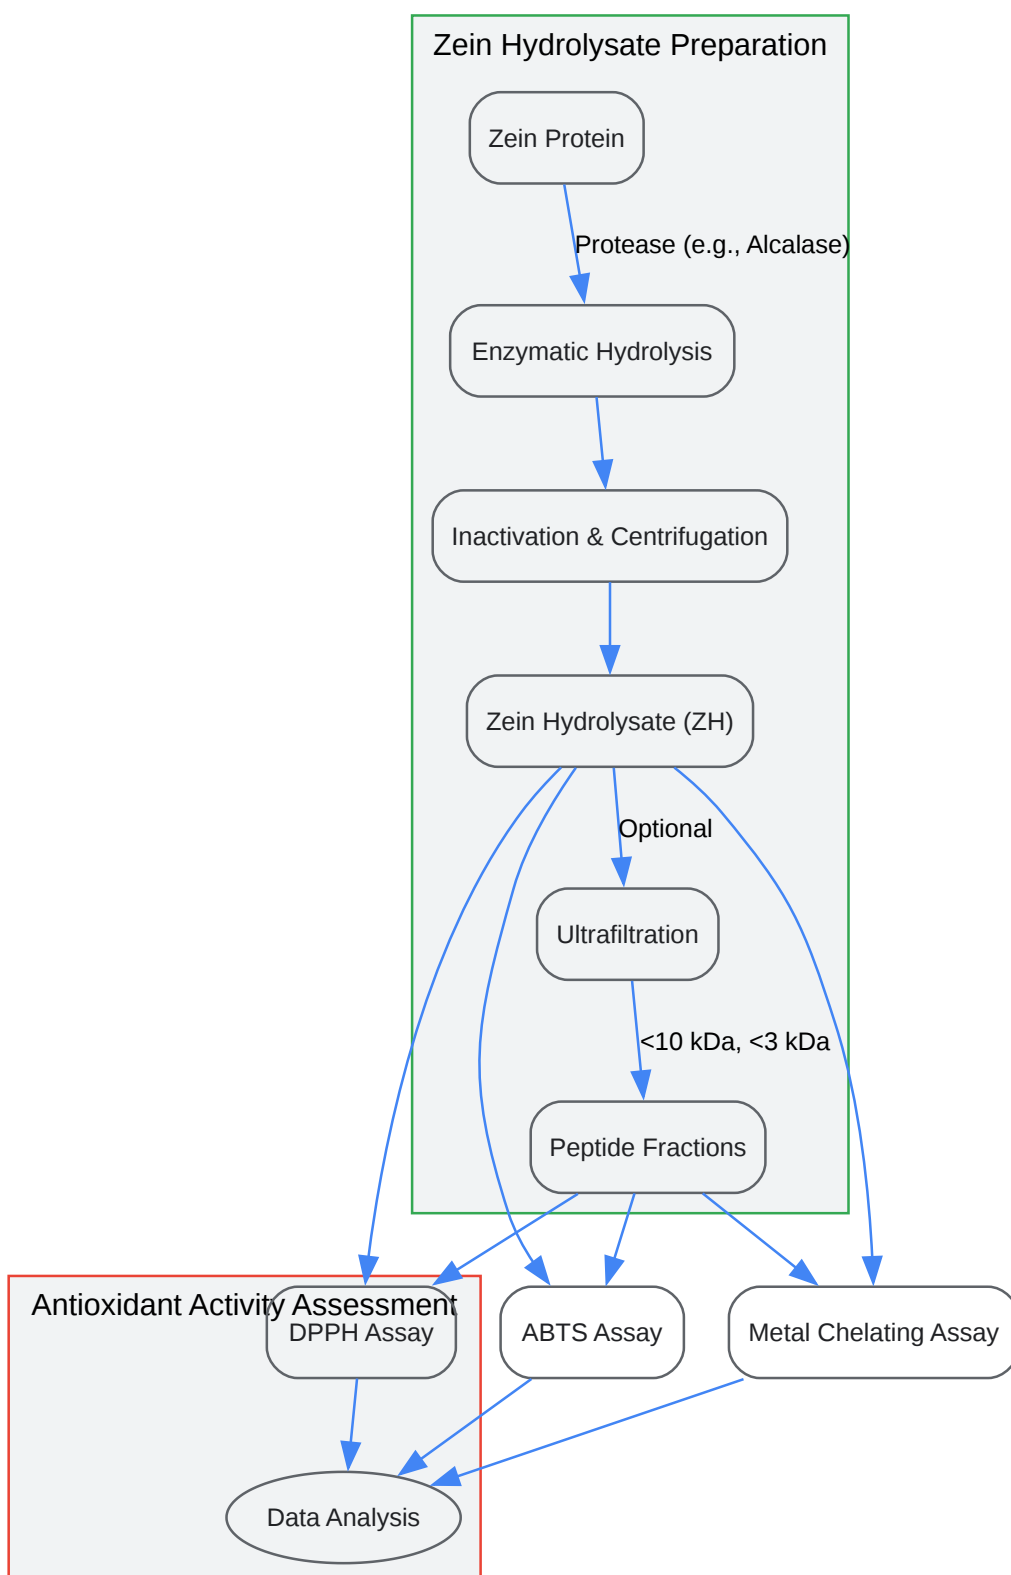 Zein Hydrolysate Preparation
Zein Protein
Protease (e.g., Alcalase)
Enzymatic Hydrolysis
Inactivation & Centrifugation
Zein Hydrolysate (ZH)
Optional
Ultrafiltration
<10 kDa, <3 kDa
Peptide Fractions
Antioxidant Activity Assessment
DPPH Assay
ABTS Assay
Metal Chelating Assay
Data Analysis